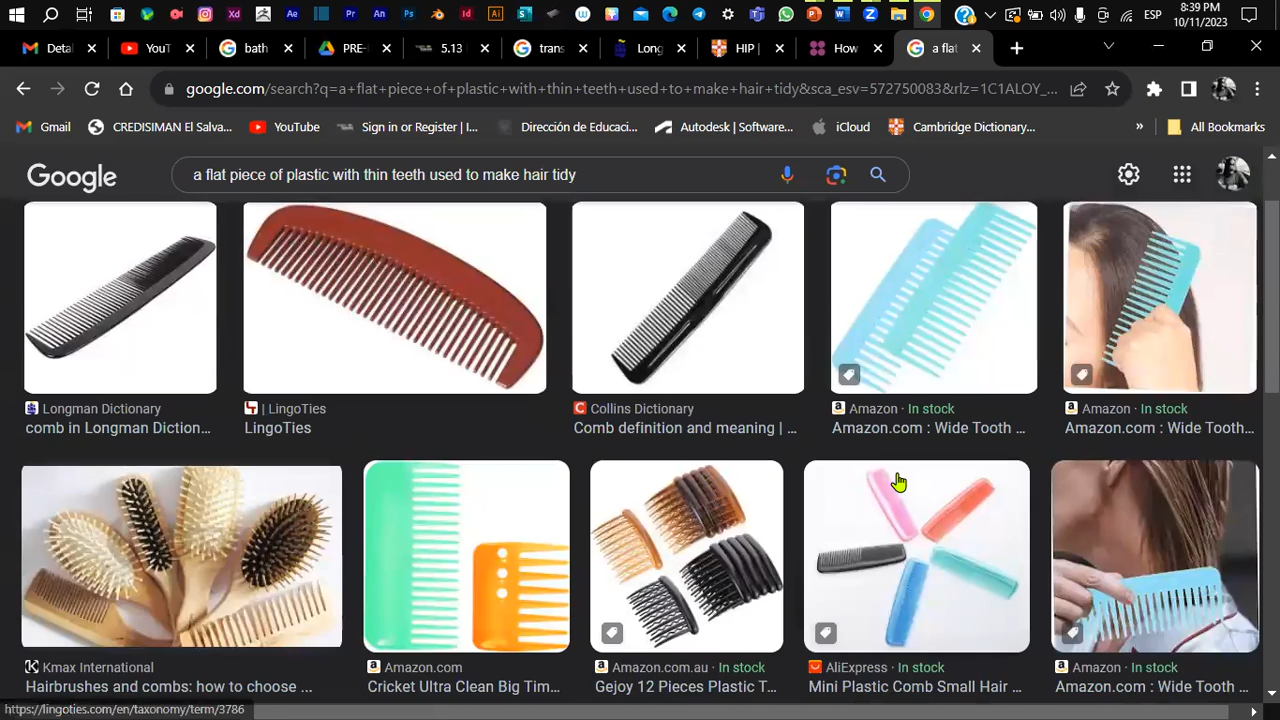 8:39 PM
ESP
10/11/2023
Detal
YouT
bath
PRE-I
5.13
trans
Long
HIP |
How
a flat
google.com/search?q=a+flat+piece+of+plastic+with+thin+teeth+used+to+make+hair+tidy&sca_esv=572750083&rlz=1C1ALOY_...
Gmail
CREDISIMAN El Salva...
YouTube
Sign in or Register | I...
Dirección de Educaci...
Autodesk | Software...
iCloud
Cambridge Dictionary...
»
All Bookmarks
Google
a flat piece of plastic with thin teeth used to make hair tidy
Longman Dictionary
comb in Longman Diction...
| LingoTies
LingoTies
Collins Dictionary
Comb definition and meaning | ...
Amazon · In stock
Amazon.com : Wide Tooth ...
Amazon · In stock
Amazon.com : Wide Tooth...
Kmax International
Hairbrushes and combs: how to choose ...
Amazon.com
Cricket Ultra Clean Big Tim...
Amazon.com.au · In stock
Gejoy 12 Pieces Plastic T...
AliExpress · In stock
Mini Plastic Comb Small Hair ...
Amazon · In stock
Amazon.com : Wide Tooth ...
https://lingoties.com/en/taxonomy/term/3786